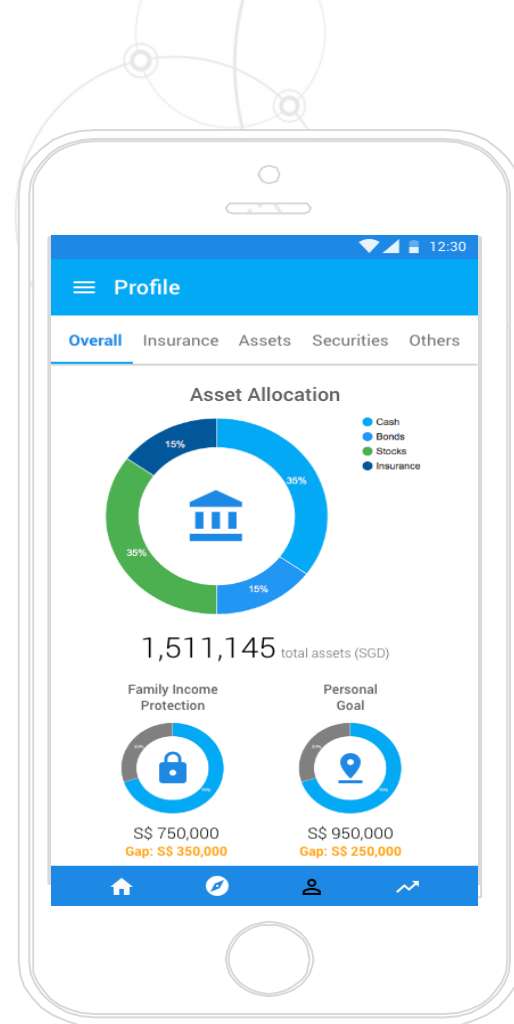 12:30
Profile
Overall Insurance Assets Securities Others
Asset Allocation
Cash
Bonds
Stocks
Insurance
15%
35%
35%
15%
1,511,145 total assets (SGD)
Family Income
Protection
Personal
Goal
S$ 750,000
Gap: S$ 350,000
S$ 950,000
Gap: S$ 250,000